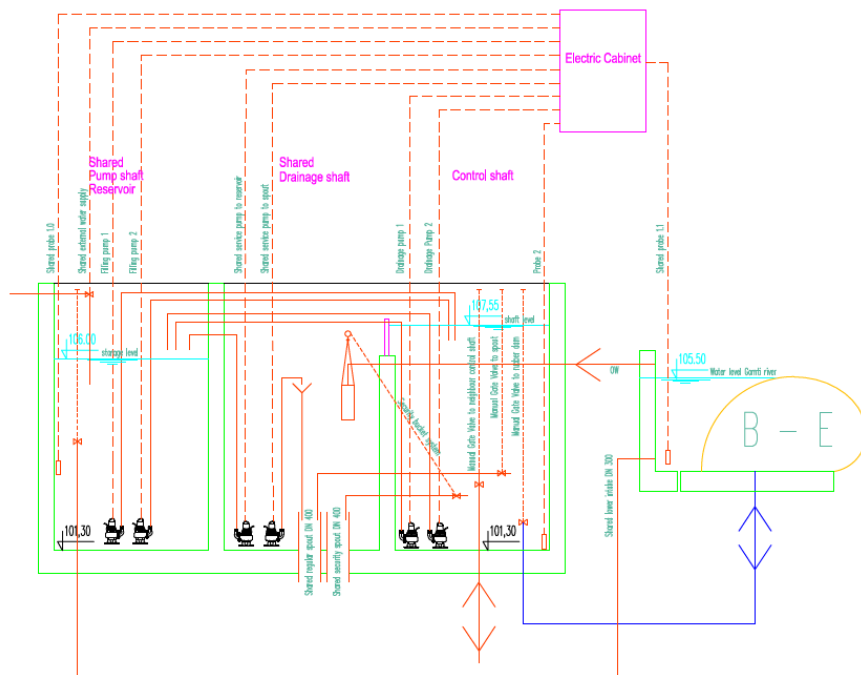 Electric Cabinet
Shared
Pump shaft
Reservoir
Shared
Drainage shaft
Control shaft
Shared probe 1.0
Shared external water supply
Filling pump 1
Filling pump 2
Shared service pump to reservoir
Shared service pump to spout
Drainage pump 1
Drainage Pump 2
Probe 2
Shared probe 1.1
106.00
storage level
107,55
shaft level
105.50
Water level Gomti river
OW
B - E
Security bucket system
Manual Gate Valve to neighbour control shaft
Manual Gate Valve to spout
Manual Gate Valve to rubber dam
Shared lower intake DN 300
101,30
101,30
Shared regular spout DN 400
Shared security spout DN 400